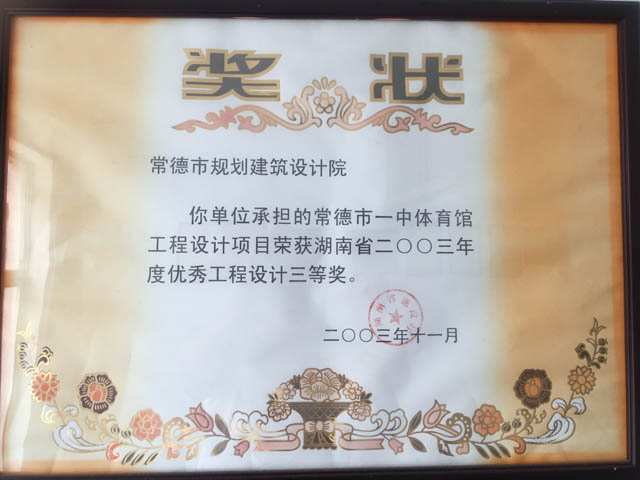 奖状
常德市规划建筑设计院
你单位承担的常德市一中体育馆
工程设计项目荣获湖南省二〇〇三年
度优秀工程设计三等奖。
二〇〇三年十一月